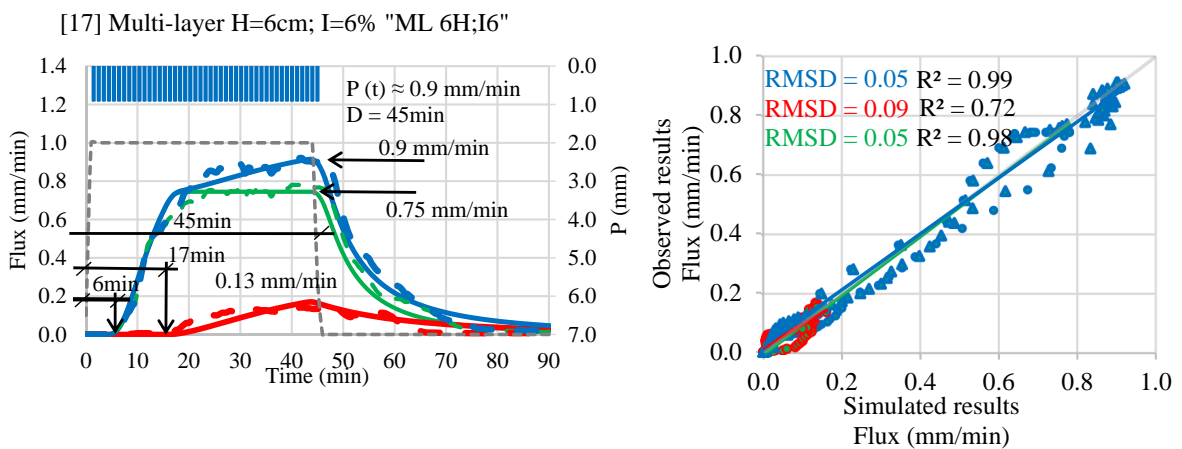 [17] Multi-layer H=6cm; I=6% "ML 6H;I6"
1.4
1.2
1.0
0.8
0.6
0.4
0.2
0.0
Flux (mm/min)
0.0
1.0
2.0
3.0
4.0
5.0
6.0
7.0
P (mm)
P (t) ≈ 0.9 mm/min
D = 45min
0.9 mm/min
0.75 mm/min
45min
17min
6min
0.13 mm/min
0 10 20 30 40 50 60 70 80 90
Time (min)
RMSD = 0.05 R² = 0.99
RMSD = 0.09 R² = 0.72
RMSD = 0.05 R² = 0.98
1.0
0.8
0.6
0.4
0.2
0.0
Observed results
Flux (mm/min)
0.0 0.2 0.4 0.6 0.8 1.0
Simulated results
Flux (mm/min)